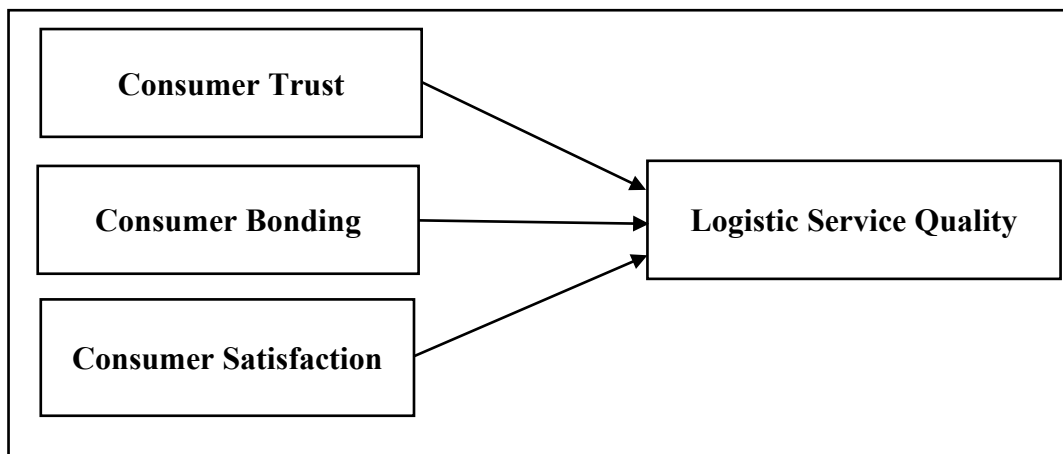 Consumer Trust
Consumer Bonding
Logistic Service Quality
Consumer Satisfaction